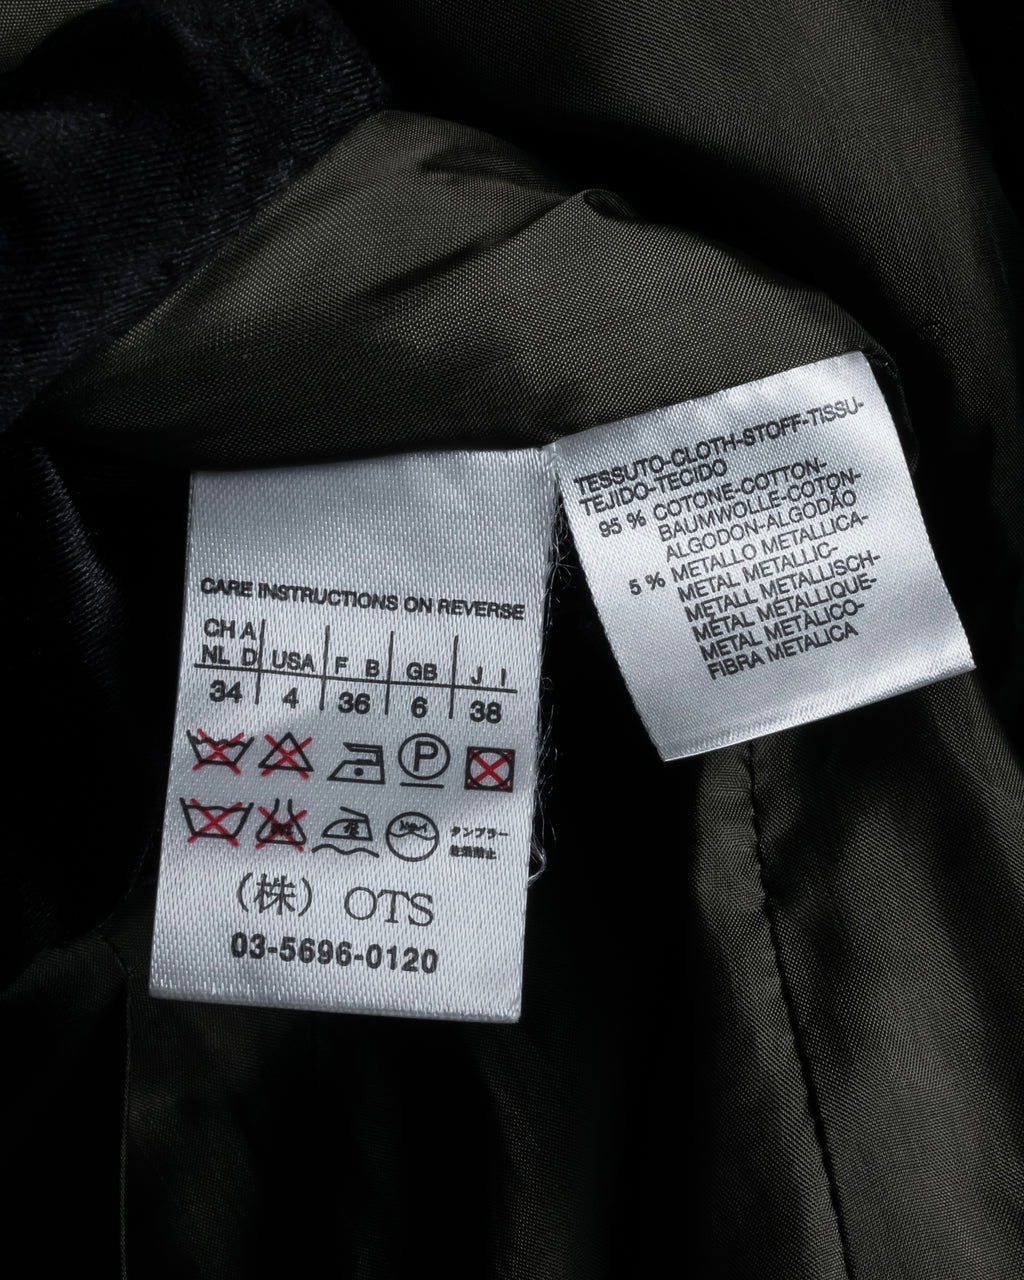 CARE INSTRUCTIONS ON REVERSE
CH A
NL D USA F B GB J I
34 4 36 6 38
P
タンブラー
乾燥禁止
(株) OTS
03-5696-0120
TESSUTO-CLOTH-STOFF-TISSU-
TEJIDO-TECIDO
95 % COTONE-COTTON-
BAUMWOLLE-COTON-
ALGODON-ALGODÃO
5 % METALLO METALLICA-
METAL METALLIC-
METALL METALLISCH-
MÉTAL METALLIQUE-
METAL METÀLICO-
FIBRA METALICA